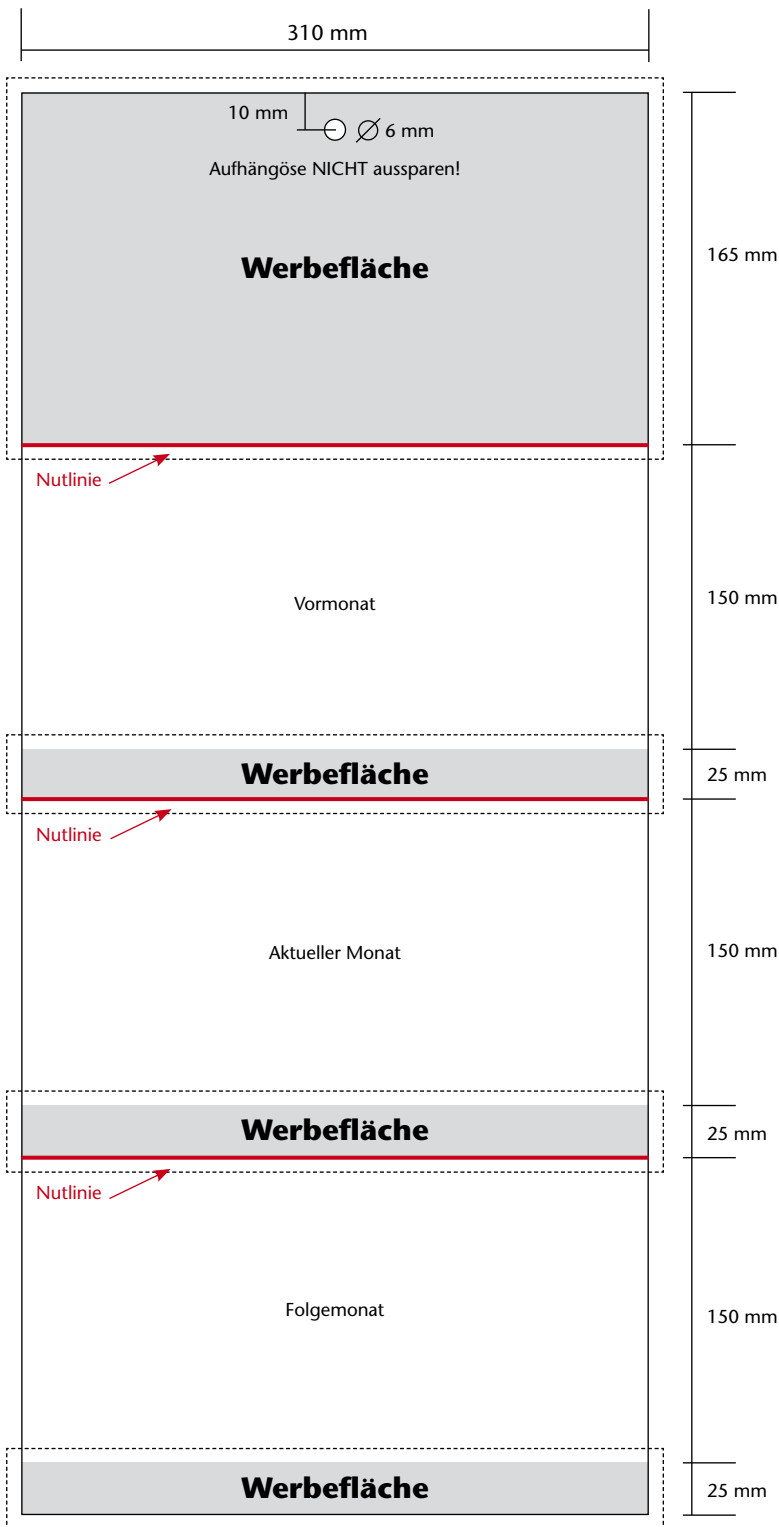 310 mm
10 mm
6 mm
Aufhängöse NICHT aussparen!
Werbefläche
165 mm
Nutlinie
Vormonat
150 mm
Werbefläche
25 mm
Nutlinie
Aktueller Monat
150 mm
Werbefläche
25 mm
Nutlinie
Folgemonat
150 mm
Werbefläche
25 mm